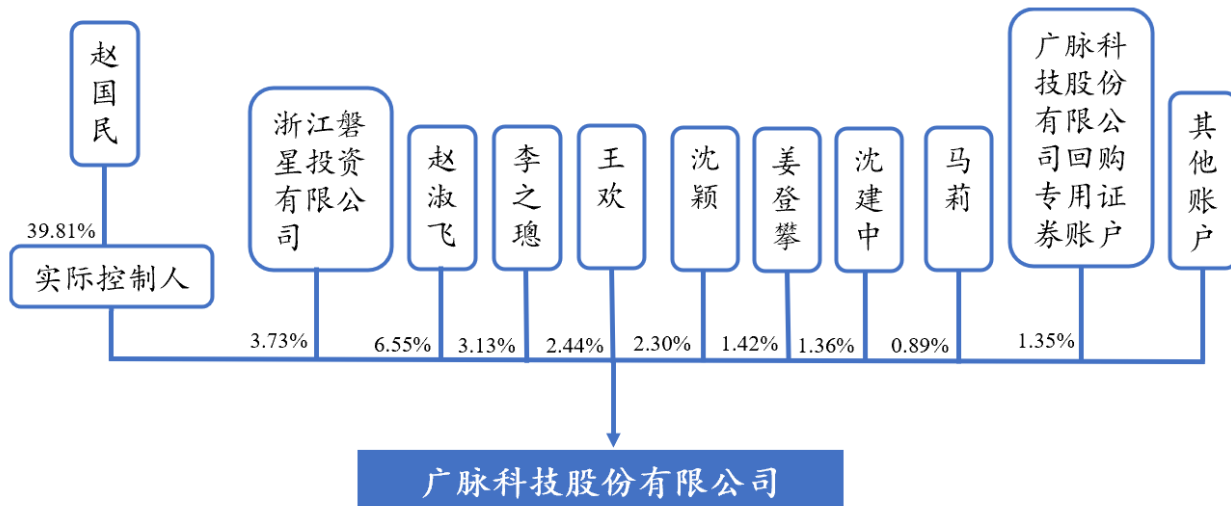 赵国民
39.81%
实际控制人
浙江磐
星投资
有限公
司
3.73%
赵淑飞
6.55%
李之璁
3.13%
王欢
2.44%
沈颖
2.30%
姜登攀
1.42%
沈建中
1.36%
马莉
0.89%
广脉科
技股份
有限公
司回购
专用证
券账户
1.35%
其他账户
广脉科技股份有限公司